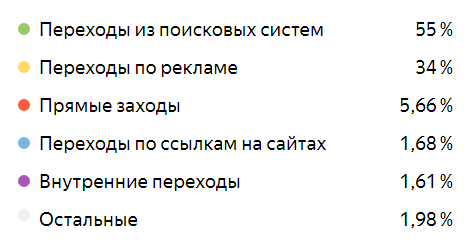 Переходы из поисковых систем 55 %
Переходы по рекламе 34 %
Прямые заходы 5,66 %
Переходы по ссылкам на сайтах 1,68 %
Внутренние переходы 1,61 %
Остальные 1,98 %